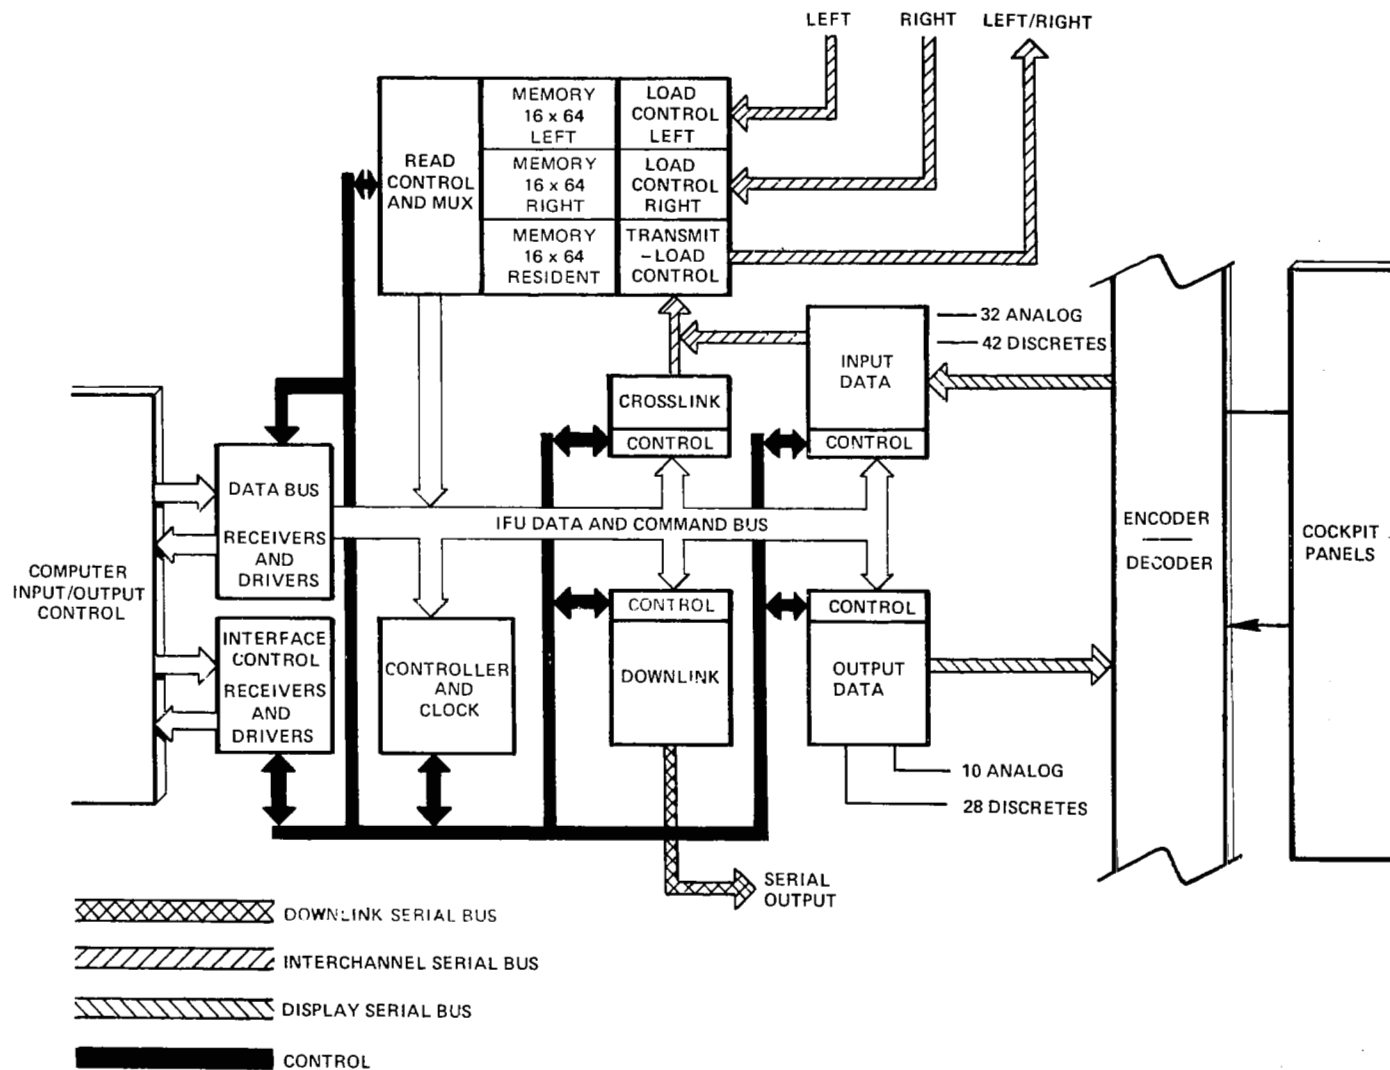 LEFT
RIGHT
LEFT/RIGHT
READ
CONTROL
AND MUX
MEMORY
16 x 64
LEFT
LOAD
CONTROL
LEFT
MEMORY
16 x 64
RIGHT
LOAD
CONTROL
RIGHT
MEMORY
16 x 64
RESIDENT
TRANSMIT
–LOAD
CONTROL
32 ANALOG
42 DISCRETES
INPUT
DATA
CONTROL
CROSSLINK
CONTROL
DATA BUS
RECEIVERS
AND
DRIVERS
IFU DATA AND COMMAND BUS
COMPUTER
INPUT/OUTPUT
CONTROL
INTERFACE
CONTROL
RECEIVERS
AND
DRIVERS
CONTROLLER
AND
CLOCK
CONTROL
DOWNLINK
CONTROL
OUTPUT
DATA
ENCODER
DECODER
COCKPIT
PANELS
10 ANALOG
28 DISCRETES
SERIAL
OUTPUT
DOWNLINK SERIAL BUS
INTERCHANNEL SERIAL BUS
DISPLAY SERIAL BUS
CONTROL